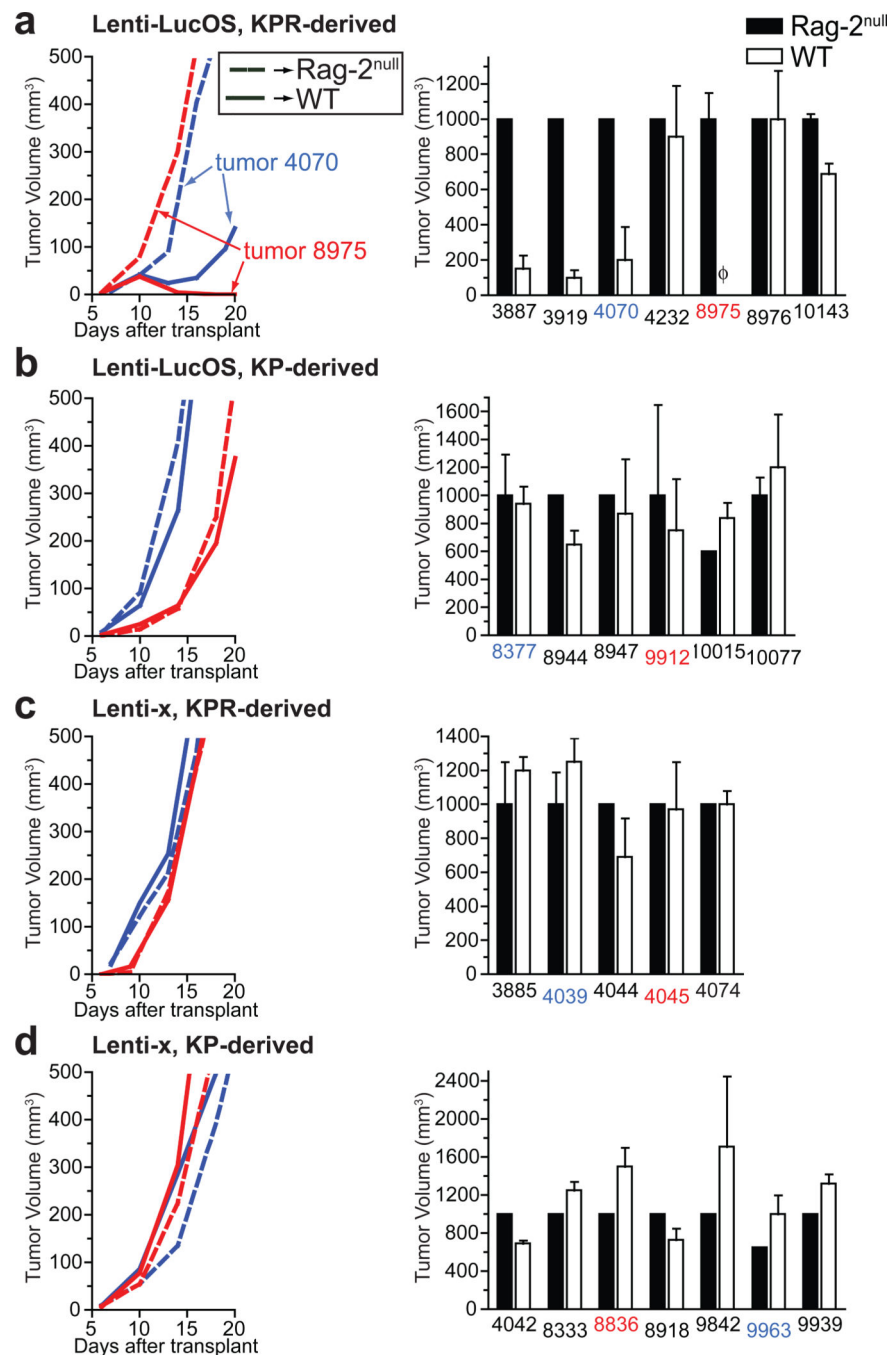 a Lenti-LucOS, KPR-derived
Tumor Volume (mm³)
500
400
300
200
100
0
5 10 15 20
Days after transplant
Rag-2null
WT
tumor 4070
tumor 8975
Rag-2null
WT
Tumor Volume (mm³)
1200
1000
800
600
400
200
0
ϕ
3887 3919 4070 4232 8975 8976 10143
b Lenti-LucOS, KP-derived
Tumor Volume (mm³)
500
400
300
200
100
0
5 10 15 20
Days after transplant
Tumor Volume (mm³)
1600
1400
1200
1000
800
600
400
200
0
8377 8944 8947 9912 10015 10077
c Lenti-x, KPR-derived
Tumor Volume (mm³)
500
400
300
200
100
0
5 10 15 20
Days after transplant
Tumor Volume (mm³)
1400
1200
1000
800
600
400
200
0
3885 4039 4044 4045 4074
d Lenti-x, KP-derived
Tumor Volume (mm³)
500
400
300
200
100
0
5 10 15 20
Days after transplant
Tumor Volume (mm³)
2400
2000
1600
1200
800
400
0
4042 8333 8836 8918 9842 9963 9939